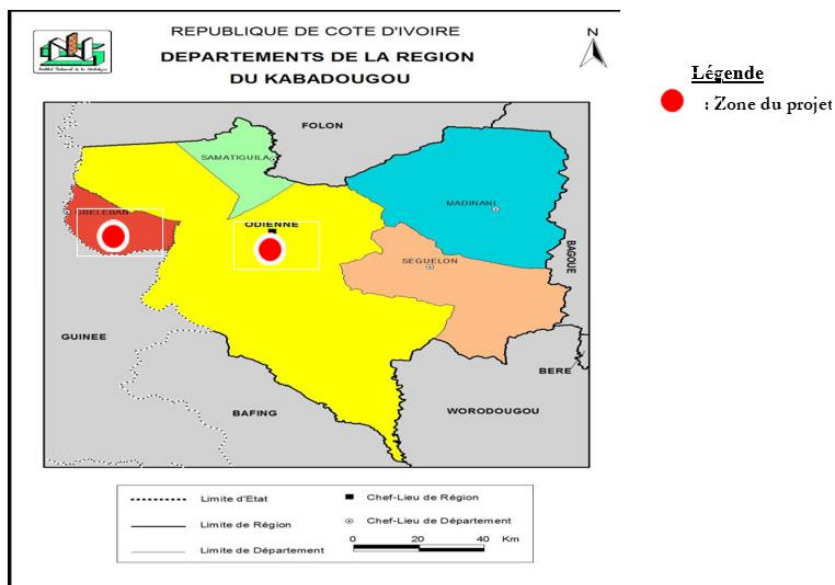 REPUBLIQUE DE COTE D'IVOIRE
DEPARTEMENTS DE LA REGION
DU KABADOUGOU
N
Légende
: Zone du projet
FOLON
SAMATIGUILA
MADINANI
GBELEBAN
ODIENNE
SEGUELON
BAGOUE
GUINEE
BERE
BAFING
WORODOUGOU
Limite d'Etat
Chef-Lieu de Région
Limite de Région
Chef-Lieu de Département
Limite de Département
0 20 40 Km